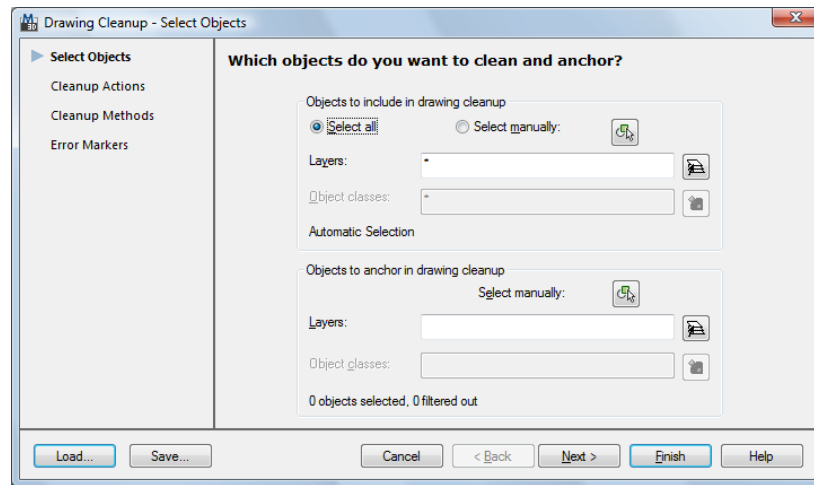 Drawing Cleanup - Select Objects
Select Objects
Cleanup Actions
Cleanup Methods
Error Markers
Which objects do you want to clean and anchor?
Objects to include in drawing cleanup
Select all
Select manually:
Layers: *
Object classes: *
Automatic Selection
Objects to anchor in drawing cleanup
Select manually:
Layers:
Object classes:
0 objects selected, 0 filtered out
Load... Save... Cancel < Back Next > Finish Help